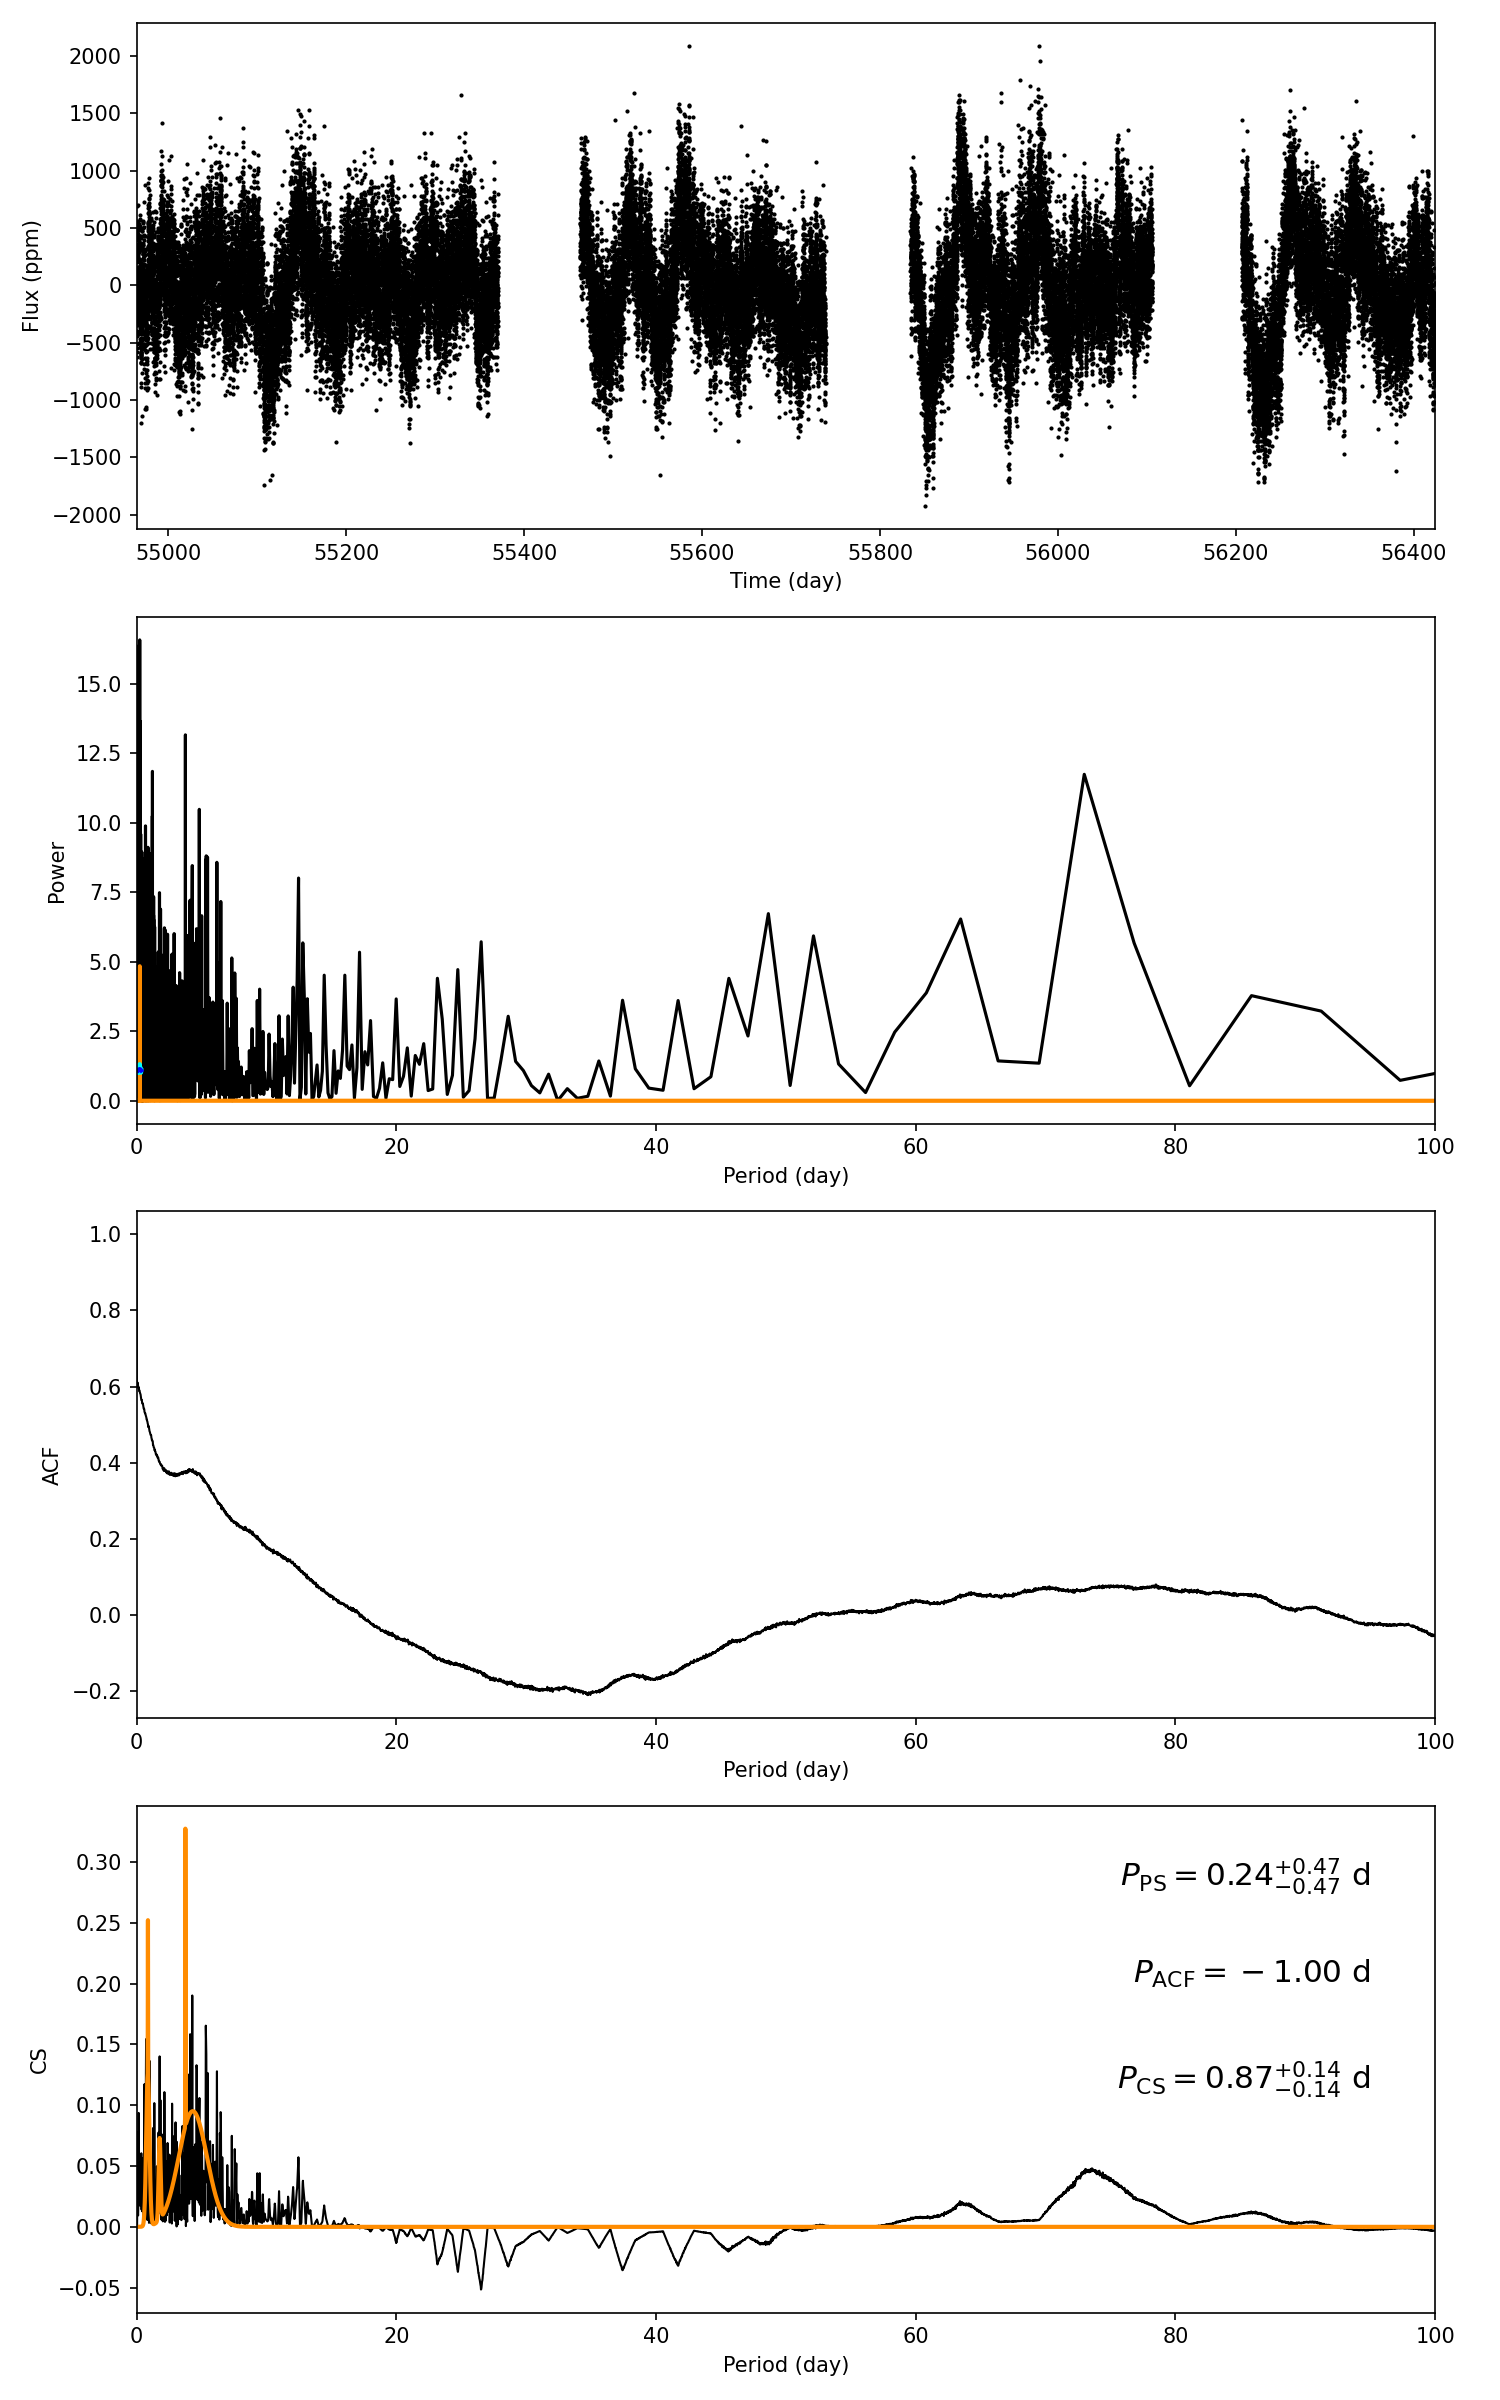 2000
1500
1000
500
0
−500
−1000
−1500
−2000
Flux (ppm)
55000 55200 55400 55600 55800 56000 56200 56400
Time (day)
15.0
12.5
10.0
7.5
5.0
2.5
0.0
Power
0 20 40 60 80 100
Period (day)
1.0
0.8
0.6
0.4
0.2
0.0
−0.2
ACF
0 20 40 60 80 100
Period (day)
0.30
0.25
0.20
0.15
0.10
0.05
0.00
−0.05
CS
P_PS = 0.24 +0.47 −0.47 d
P_ACF = −1.00 d
P_CS = 0.87 +0.14 −0.14 d
0 20 40 60 80 100
Period (day)